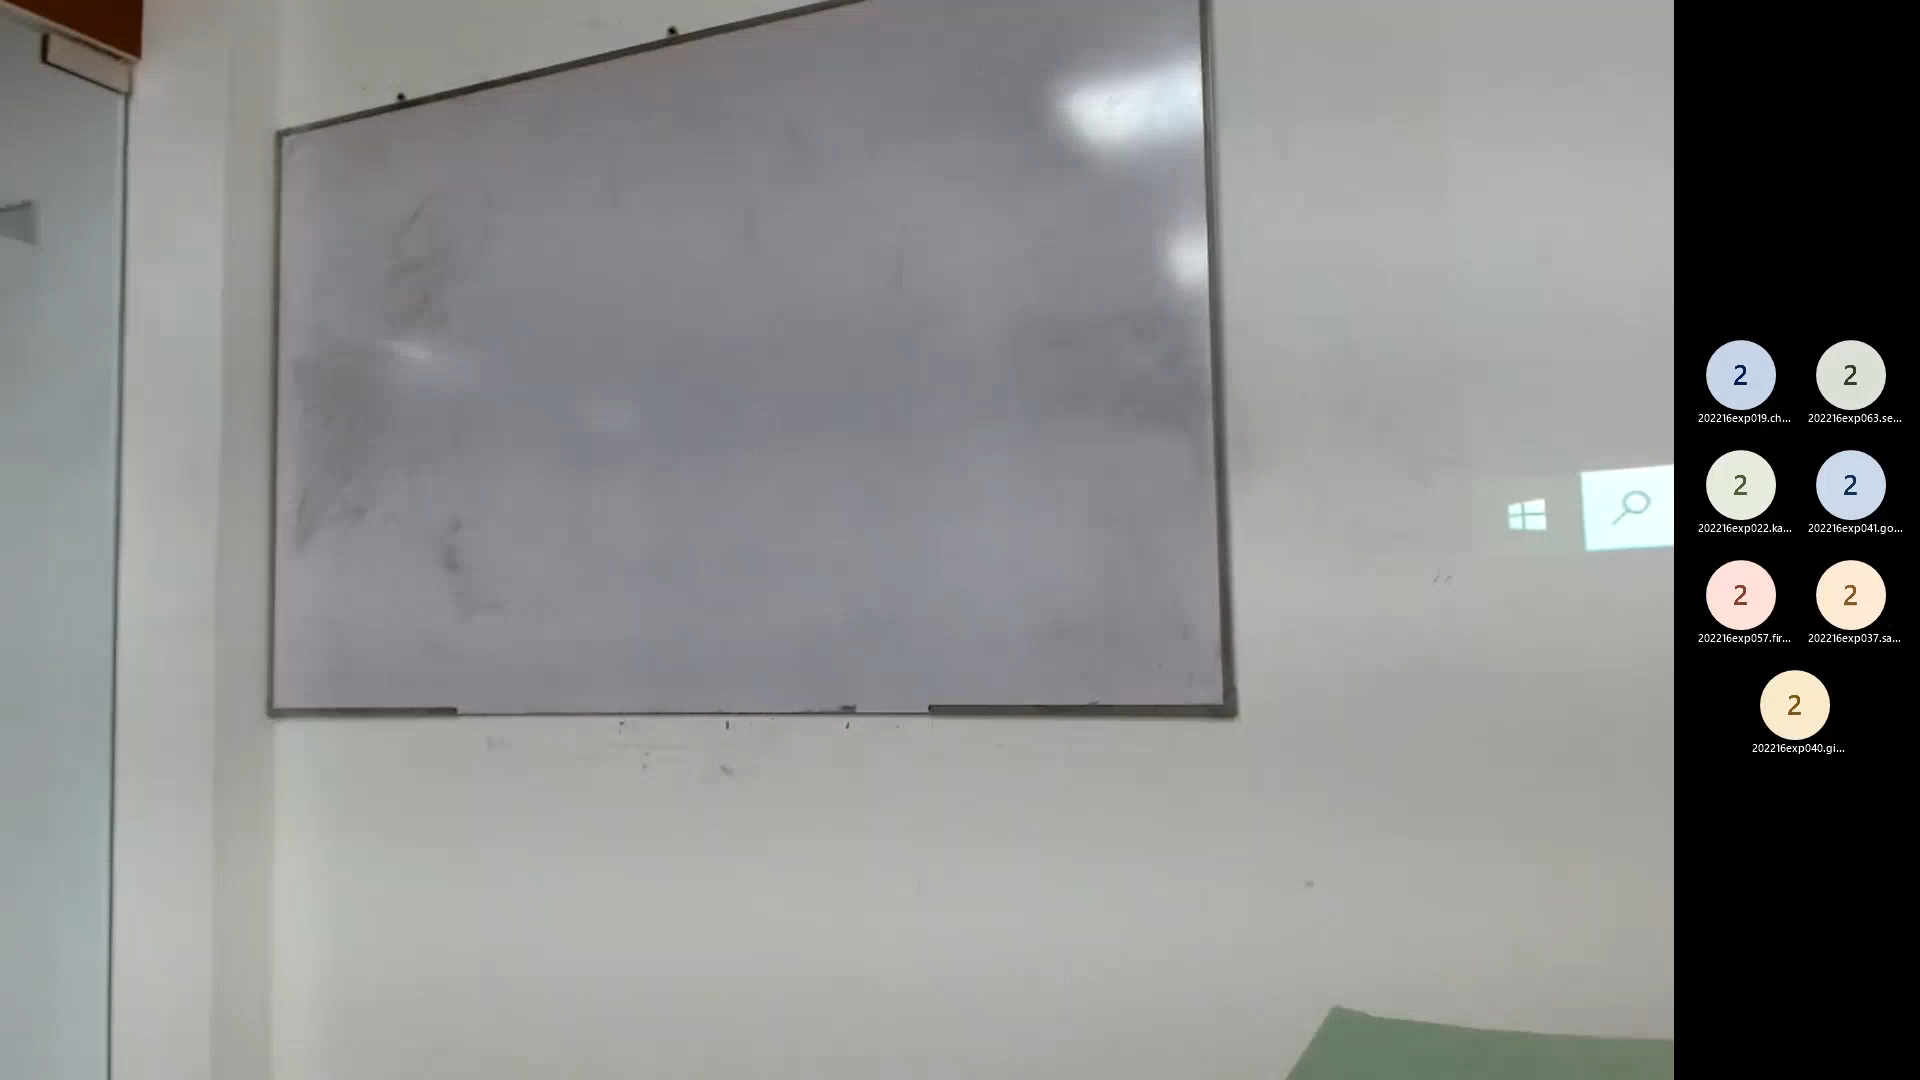 2 2
202216exp019.ch... 202216exp063.se...
2 2
202216exp022.ka... 202216exp041.go...
2 2
202216exp057.fir... 202216exp037.sa...
2
202216exp040.gi...